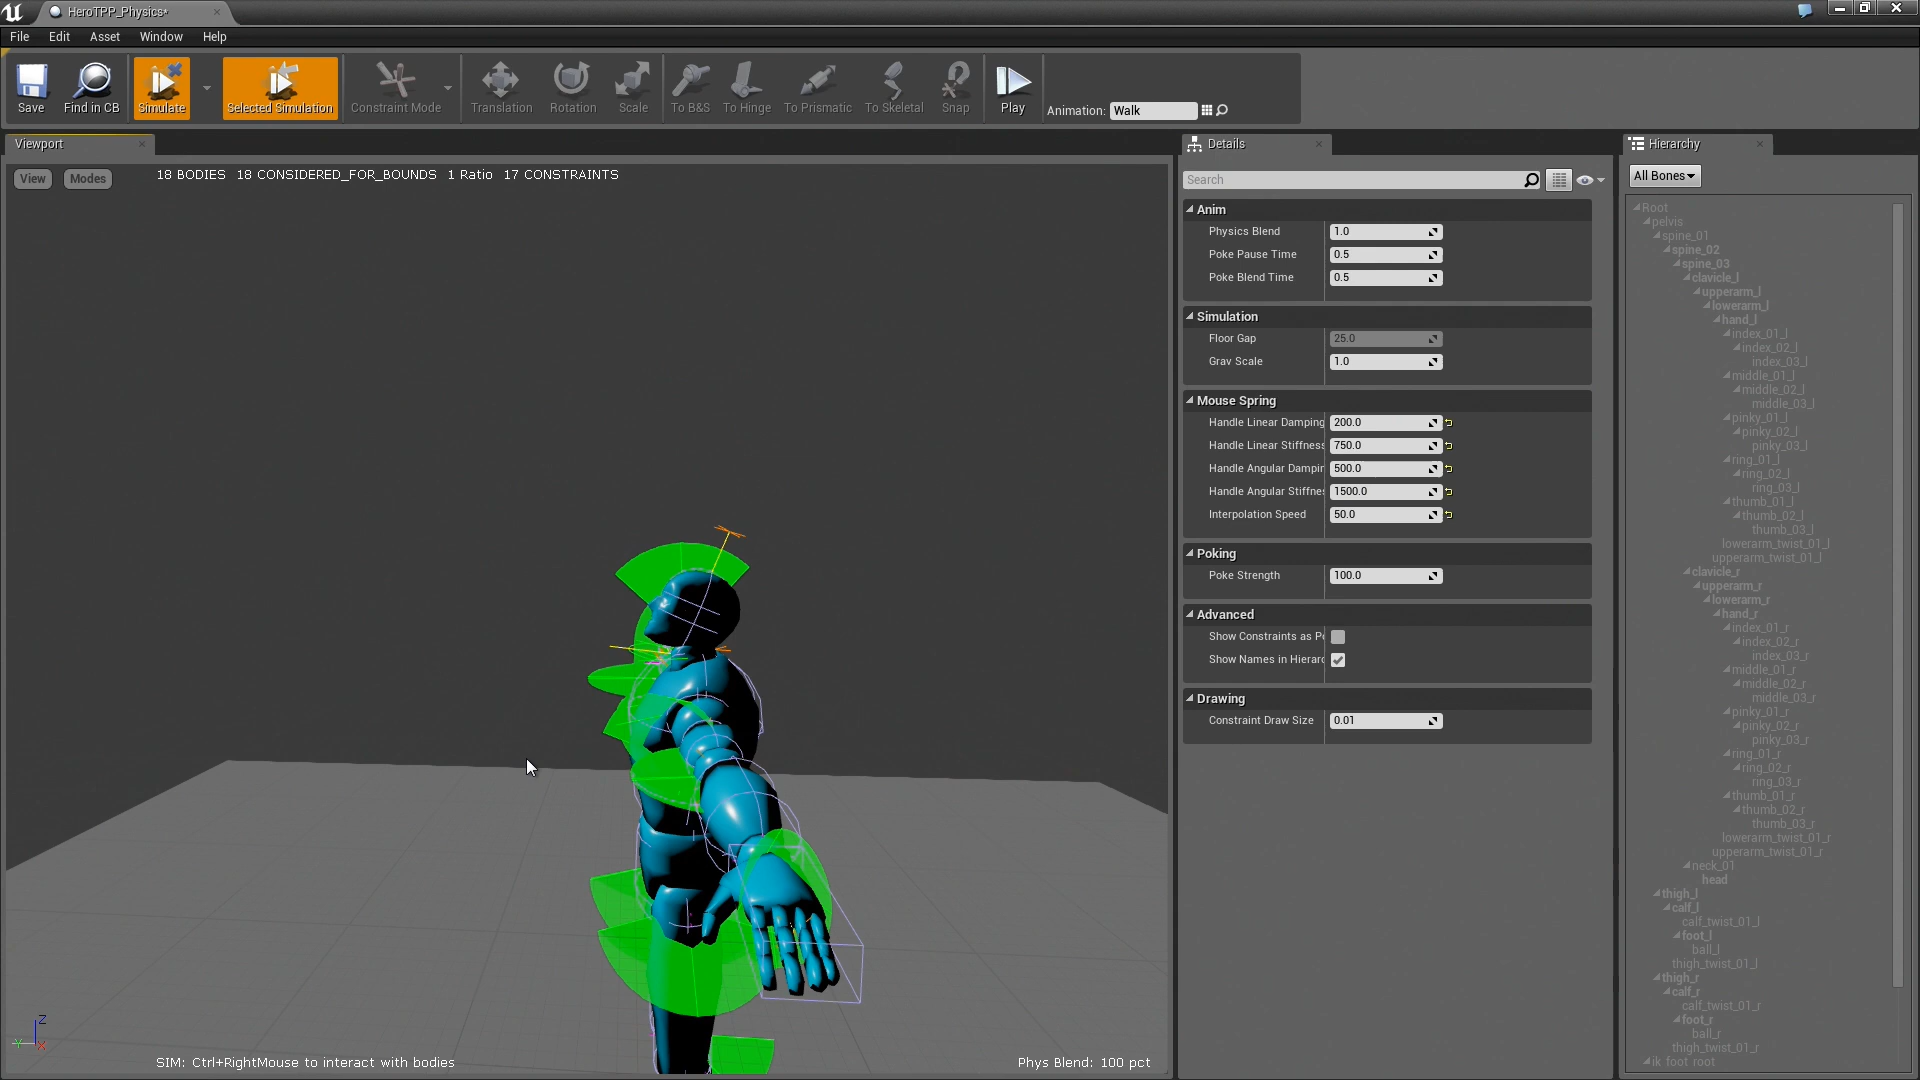 HeroTPP_Physics*
File Edit Asset Window Help
Save Find in CB Simulate Selected Simulation Constraint Mode Translation Rotation Scale To B&S To Hinge To Prismatic To Skeletal Snap Play Animation: Walk
Viewport
View Modes 18 BODIES 18 CONSIDERED_FOR_BOUNDS 1 Ratio 17 CONSTRAINTS
Z
Y
X
SIM: Ctrl+RightMouse to interact with bodies Phys Blend: 100 pct
Details
Search
Anim
Physics Blend 1.0
Poke Pause Time 0.5
Poke Blend Time 0.5
Simulation
Floor Gap 25.0
Grav Scale 1.0
Mouse Spring
Handle Linear Damping 200.0
Handle Linear Stiffness 750.0
Handle Angular Dampin 500.0
Handle Angular Stiffnes 1500.0
Interpolation Speed 50.0
Poking
Poke Strength 100.0
Advanced
Show Constraints as Po
Show Names in Hierarc
Drawing
Constraint Draw Size 0.01
Hierarchy
All Bones
Root
pelvis
spine_01
spine_02
spine_03
clavicle_l
upperarm_l
lowerarm_l
hand_l
index_01_l
index_02_l
index_03_l
middle_01_l
middle_02_l
middle_03_l
pinky_01_l
pinky_02_l
pinky_03_l
ring_01_l
ring_02_l
ring_03_l
thumb_01_l
thumb_02_l
thumb_03_l
lowerarm_twist_01_l
upperarm_twist_01_l
clavicle_r
upperarm_r
lowerarm_r
hand_r
index_01_r
index_02_r
index_03_r
middle_01_r
middle_02_r
middle_03_r
pinky_01_r
pinky_02_r
pinky_03_r
ring_01_r
ring_02_r
ring_03_r
thumb_01_r
thumb_02_r
thumb_03_r
lowerarm_twist_01_r
upperarm_twist_01_r
neck_01
head
thigh_l
calf_l
calf_twist_01_l
foot_l
ball_l
thigh_twist_01_l
thigh_r
calf_r
calf_twist_01_r
foot_r
ball_r
thigh_twist_01_r
ik_foot_root